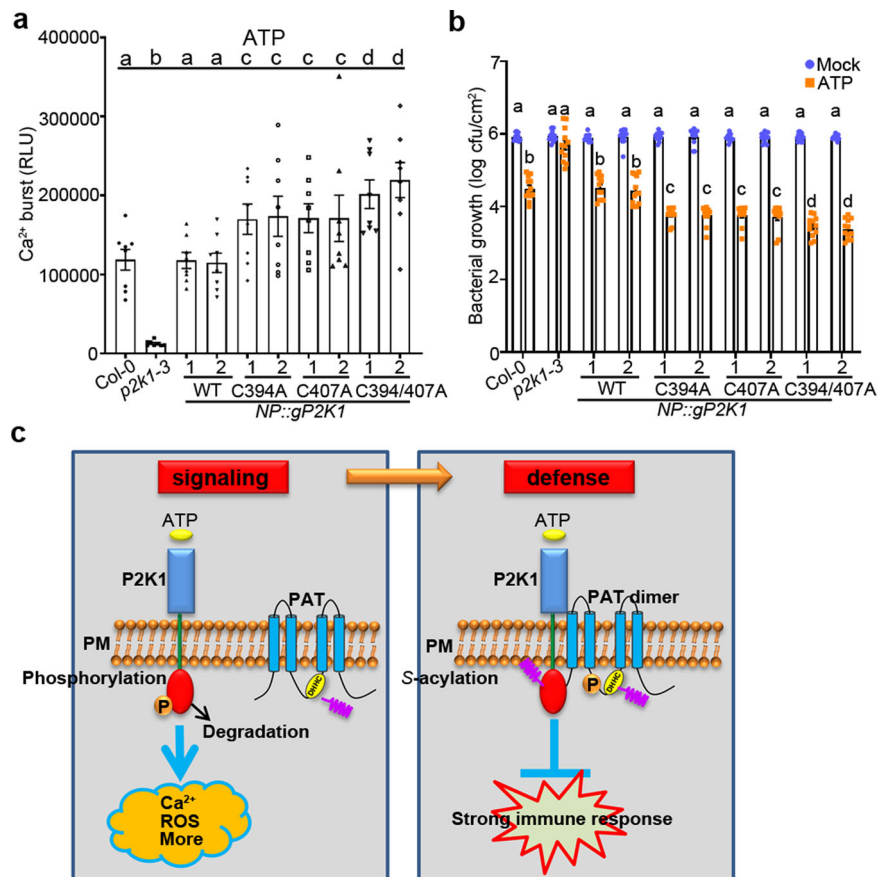 a
ATP
a b a a c c c c d d
Ca²⁺ burst (RLU)
400000
300000
200000
100000
0
Col-0
p2k1-3
1 2 1 2 1 2 1 2
WT C394A C407A C394/407A
NP::gP2K1
b
Mock
ATP
Bacterial growth (log cfu/cm²)
7
6
4
2
0
a a a a a a a a a a
b b b c c c c d d
Col-0
p2k1-3
1 2 1 2 1 2 1 2
WT C394A C407A C394/407A
NP::gP2K1
c
signaling
ATP
P2K1
PAT
PM
Phosphorylation
DHHC
P
Degradation
Ca²⁺
ROS
More
defense
ATP
P2K1
PAT dimer
PM
S-acylation
P
DHHC
Strong immune response